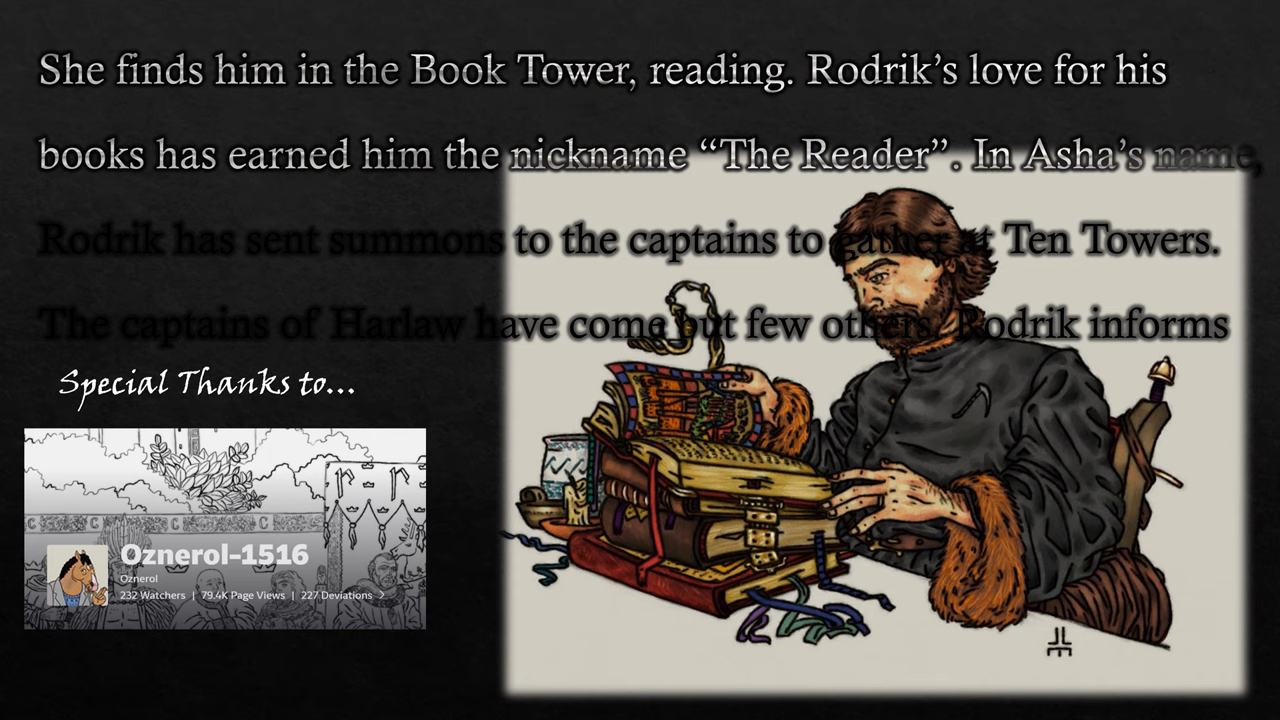 She finds him in the Book Tower, reading. Rodrik’s love for his
books has earned him the nickname “The Reader”. In Asha’s name,
Rodrik has sent summons to the captains to gather at Ten Towers.
The captains of Harlaw have come but few others. Rodrik informs
Special Thanks to...
Oznerol-1516
Oznerol
232 Watchers | 79.4K Page Views | 227 Deviations >